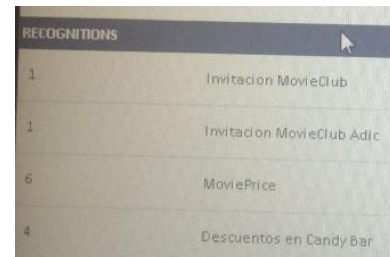 RECOGNITIONS
1 Invitacion MovieClub
1 Invitacion MovieClub Adic
6 MoviePrice
4 Descuentos en Candy Bar